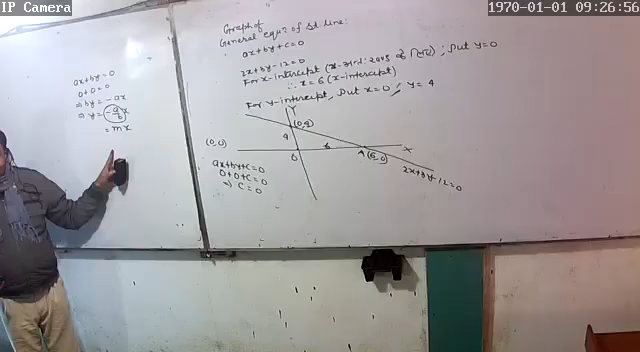 IP Camera
1970-01-01 09:26:56
ax+by=0
0+0=0
⇒ by=-ax
⇒ y=-a/b x
= mx
Graph of
General equn. of St line:
ax+by+c=0
2x+3y-12=0
For x-intercept ; Put y=0
∴ x=6 (x-intercept)
For y-intercept, Put x=0 ; y=4
Y
(0,4)
4
(0,0)
0
6
X
A(6,0)
2x+3y-12=0
ax+by+c=0
0+0+c=0
⇒ c=0